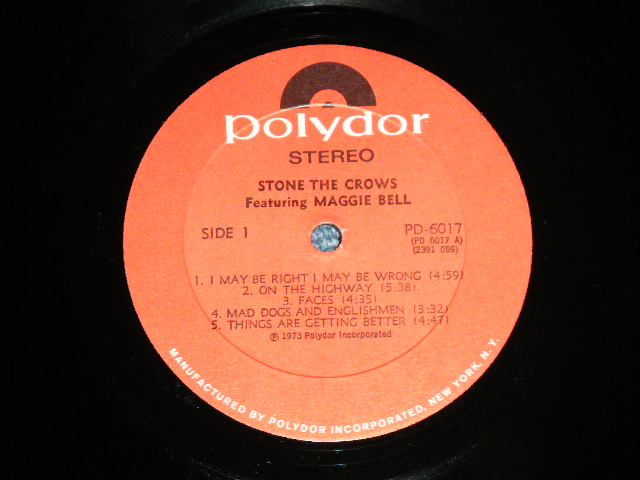 polydor
STEREO
STONE THE CROWS
Featuring MAGGIE BELL
SIDE 1
PD-6017
(PD 6017 A)
(2391 099)
1. I MAY BE RIGHT I MAY BE WRONG (4:59)
2. ON THE HIGHWAY (5:38)
3. FACES (4:35)
4. MAD DOGS AND ENGLISHMEN (3:32)
5. THINGS ARE GETTING BETTER (4:47)
℗ 1973 Polydor Incorporated
MANUFACTURED BY POLYDOR INCORPORATED, NEW YORK, N.Y.